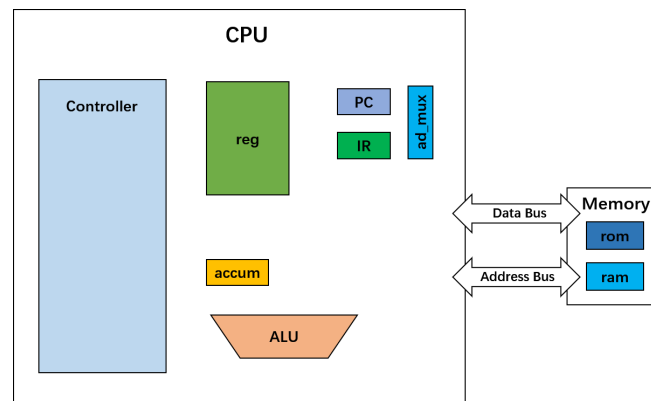 CPU
Controller
reg
PC
IR
ad_mux
accum
ALU
Data Bus
Address Bus
Memory
rom
ram